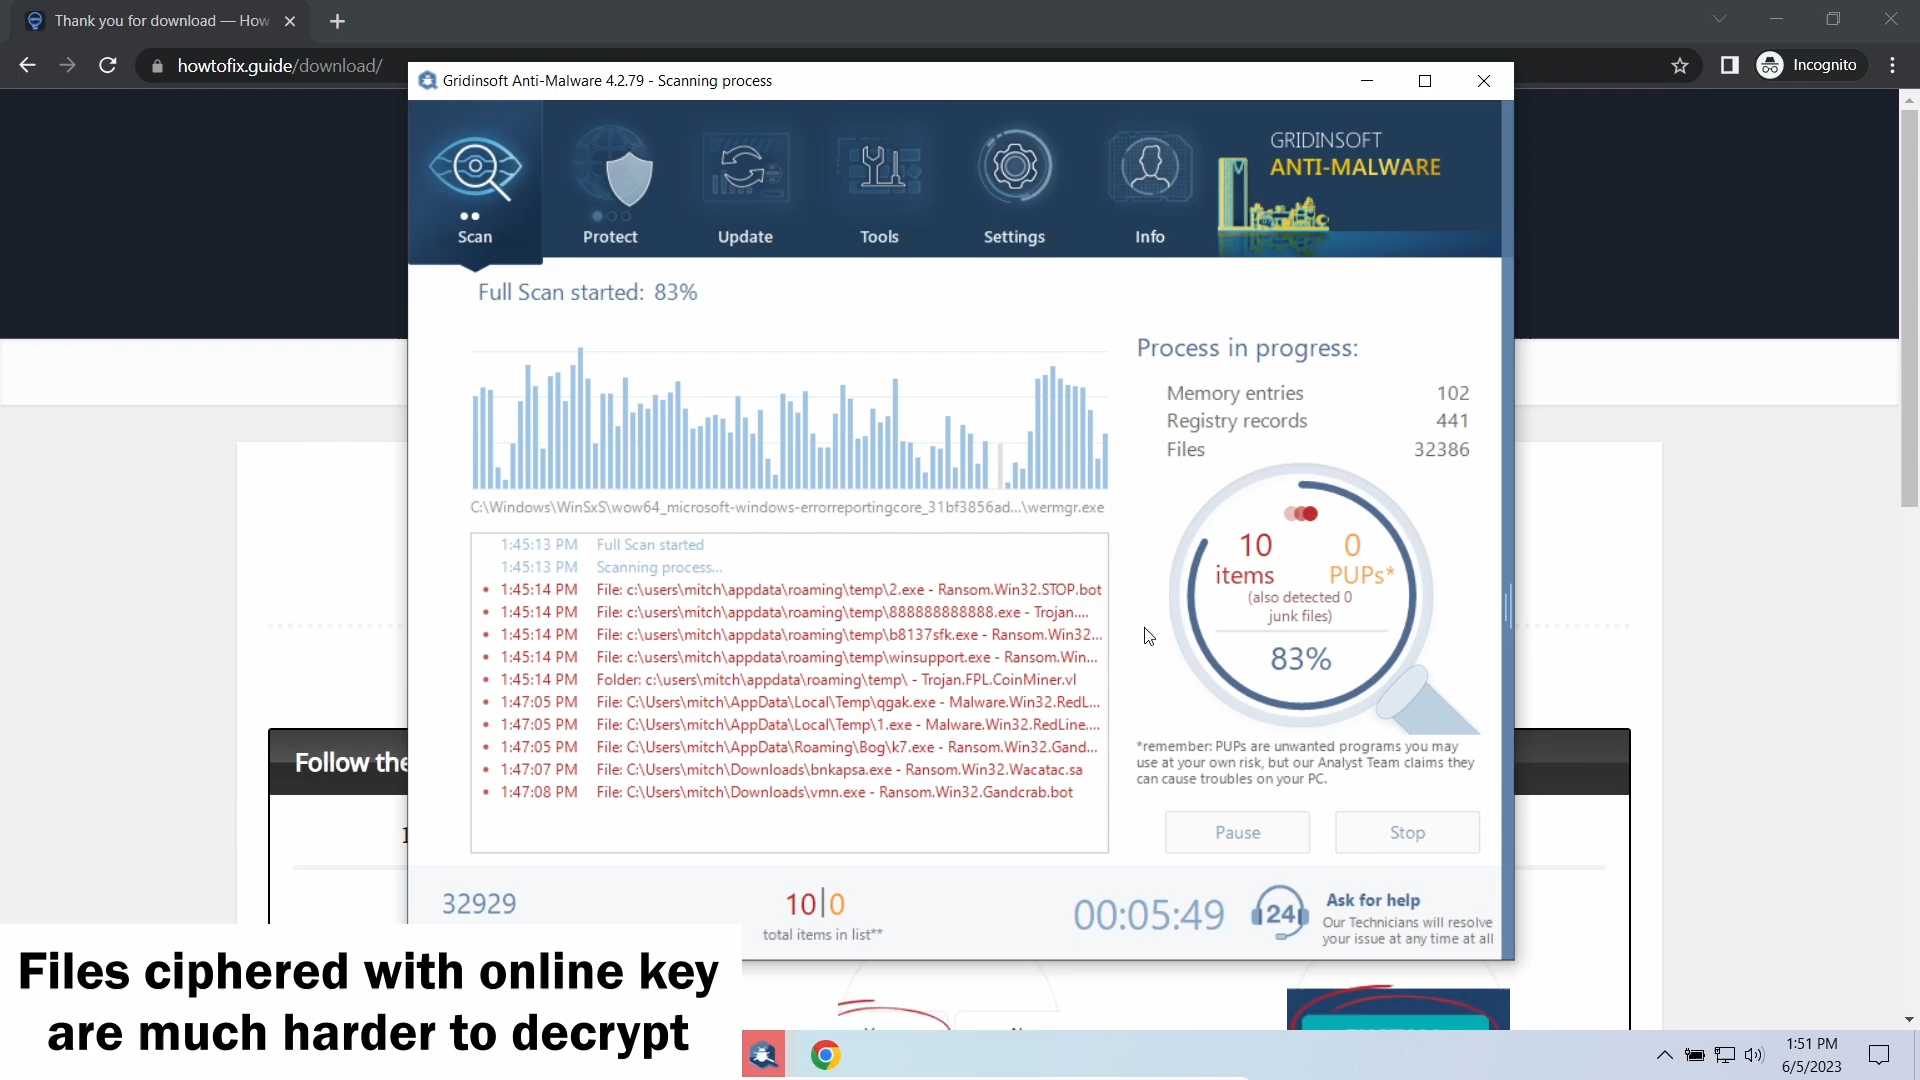 Thank you for download — How
howtofix.guide/download/
Incognito
Gridinsoft Anti-Malware 4.2.79 - Scanning process
Scan
Protect
Update
Tools
Settings
Info
GRIDINSOFT
ANTI-MALWARE
Full Scan started: 83%
C:\Windows\WinSxS\wow64_microsoft-windows-errorreportingcore_31bf3856ad...\wermgr.exe
1:45:13 PM Full Scan started
1:45:13 PM Scanning process...
1:45:14 PM File: c:\users\mitch\appdata\roaming\temp\2.exe - Ransom.Win32.STOP.bot
1:45:14 PM File: c:\users\mitch\appdata\roaming\temp\888888888888.exe - Trojan....
1:45:14 PM File: c:\users\mitch\appdata\roaming\temp\b8137sfk.exe - Ransom.Win32...
1:45:14 PM File: c:\users\mitch\appdata\roaming\temp\winsupport.exe - Ransom.Win...
1:45:14 PM Folder: c:\users\mitch\appdata\roaming\temp\ - Trojan.FPL.CoinMiner.vl
1:47:05 PM File: C:\Users\mitch\AppData\Local\Temp\qgak.exe - Malware.Win32.RedL...
1:47:05 PM File: C:\Users\mitch\AppData\Local\Temp\1.exe - Malware.Win32.RedLine....
1:47:05 PM File: C:\Users\mitch\AppData\Roaming\Bog\k7.exe - Ransom.Win32.Gand...
1:47:07 PM File: C:\Users\mitch\Downloads\bnkapsa.exe - Ransom.Win32.Wacatac.sa
1:47:08 PM File: C:\Users\mitch\Downloads\vmn.exe - Ransom.Win32.Gandcrab.bot
Process in progress:
Memory entries 102
Registry records 441
Files 32386
10 0
items PUPs*
(also detected 0
junk files)
83%
*remember: PUPs are unwanted programs you may
use at your own risk, but our Analyst Team claims they
can cause troubles on your PC.
Pause
Stop
Follow the
32929
10|0
total items in list**
00:05:49
24
Ask for help
Our Technicians will resolve
your issue at any time at all
Files ciphered with online key
are much harder to decrypt
1:51 PM
6/5/2023